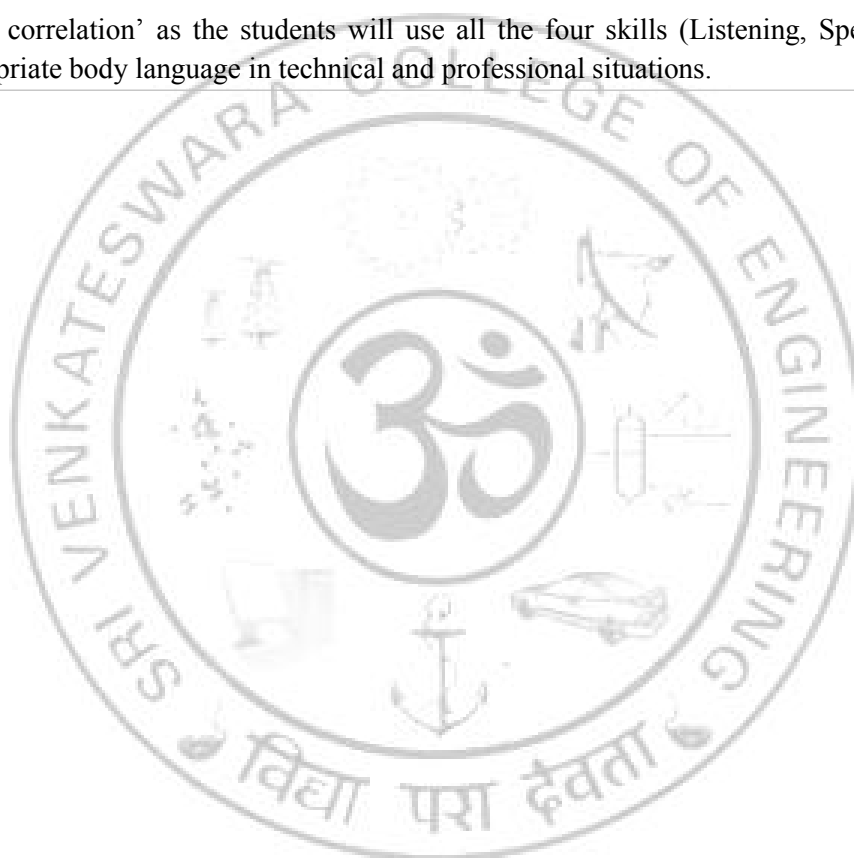 correlation’ as the students will use all the four skills (Listening, Spe
priate body language in technical and professional situations.
SRI VENKATESWARA COLLEGE OF ENGINEERING
ॐ
विद्या परा देवता